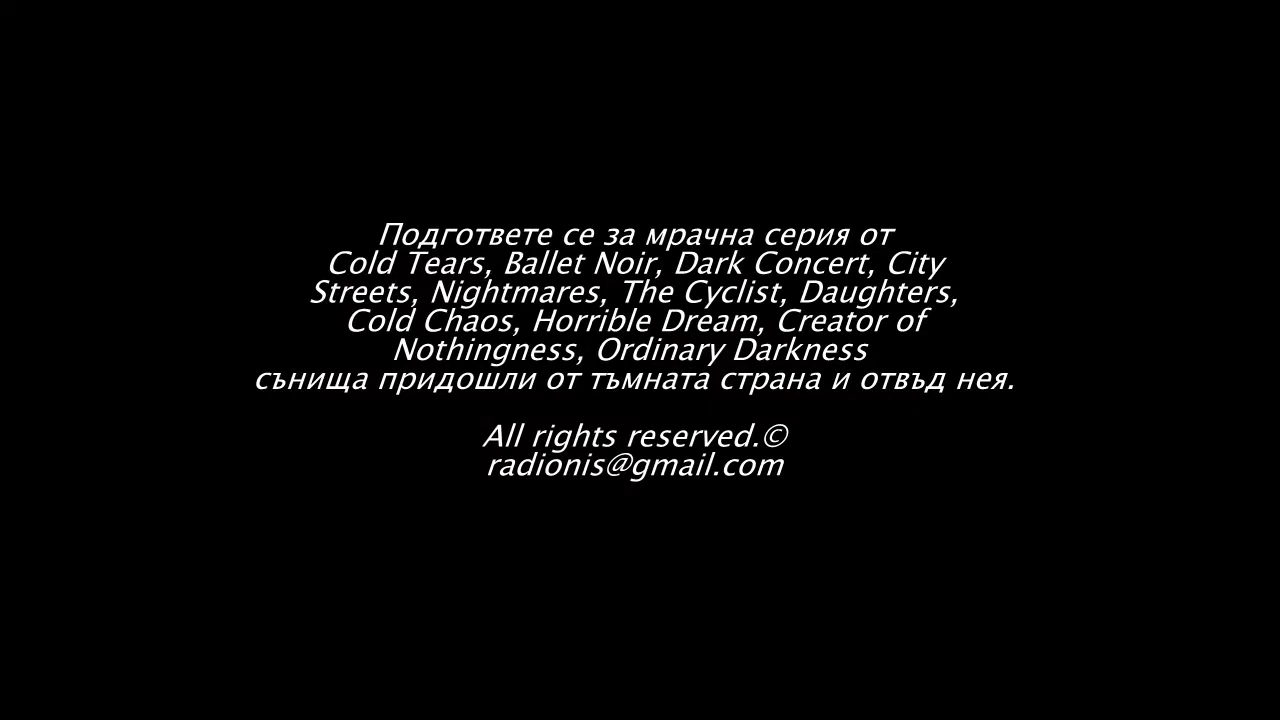 Подгответе се за мрачна серия от
Cold Tears, Ballet Noir, Dark Concert, City
Streets, Nightmares, The Cyclist, Daughters,
Cold Chaos, Horrible Dream, Creator of
Nothingness, Ordinary Darkness
сънища придошли от тъмната страна и отвъд нея.
All rights reserved.©
radionis@gmail.com